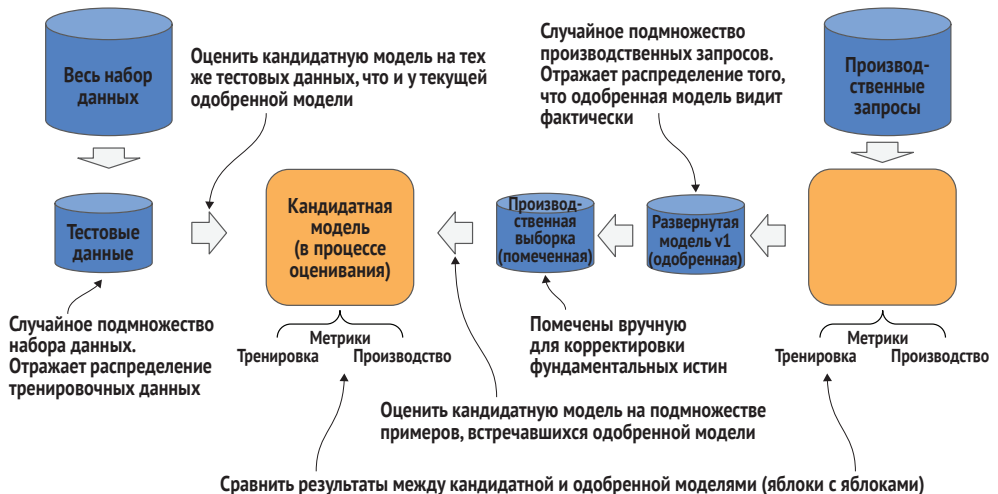 Весь набор
данных
Оценить кандидатную модель на тех
же тестовых данных, что и у текущей
одобренной модели
Случайное подмножество
производственных запросов.
Отражает распределение того,
что одобренная модель видит
фактически
Производ-
ственные
запросы
Тестовые
данные
Кандидатная
модель
(в процессе
оценивания)
Производ-
ственная
выборка
(помеченная)
Развернутая
модель v1
(одобренная)
Случайное подмножество
набора данных.
Отражает распределение
тренировочных данных
Метрики
Тренировка
Производство
Помечены вручную
для корректировки
фундаментальных истин
Метрики
Тренировка
Производство
Оценить кандидатную модель на подмножестве
примеров, встречавшихся одобренной модели
Сравнить результаты между кандидатной и одобренной моделями (яблоки с яблоками)